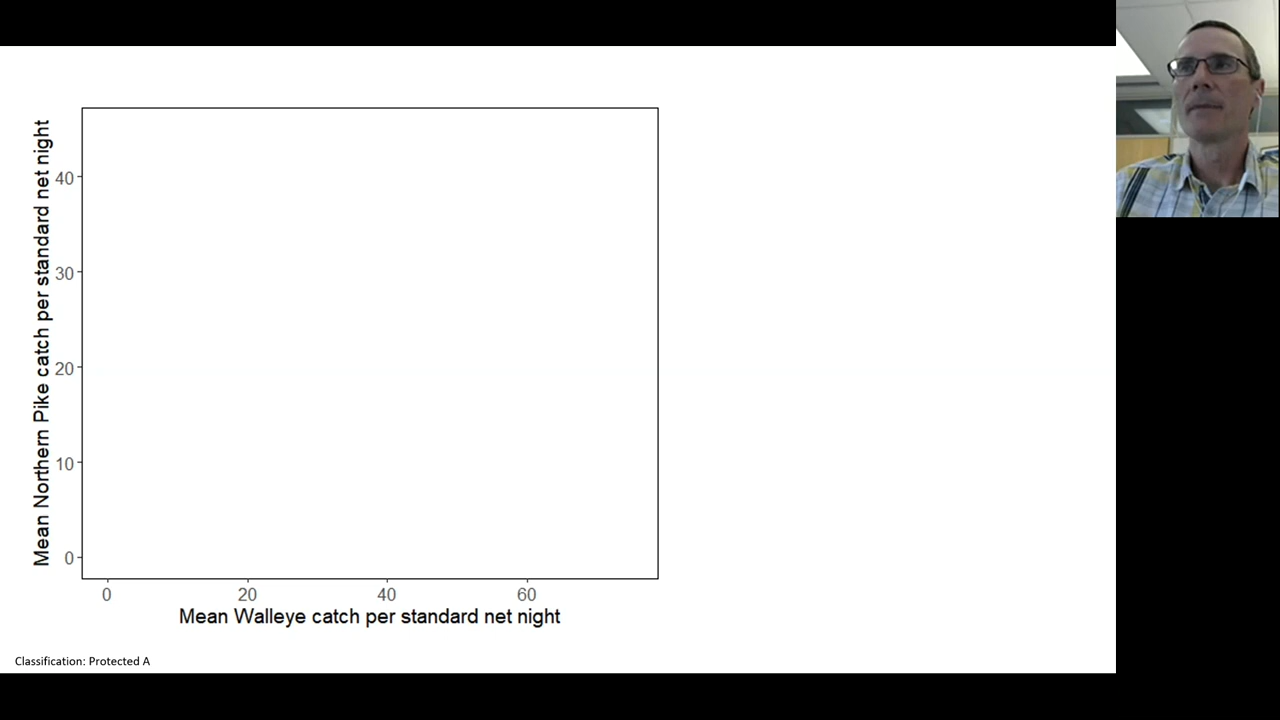 Mean Northern Pike catch per standard net night
40
30
20
10
0
0 20 40 60
Mean Walleye catch per standard net night
Classification: Protected A